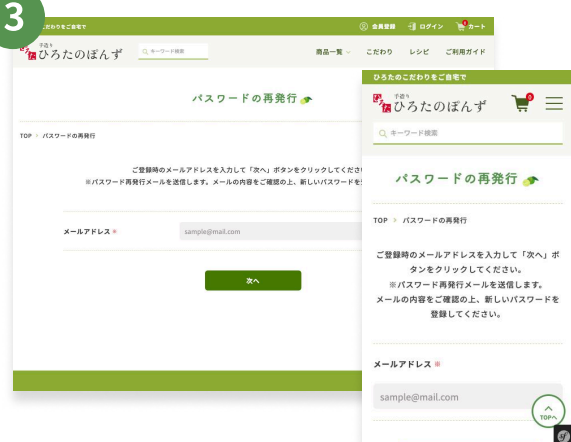 3
だわりをご自宅で
会員登録 ログイン 0 カート
手造り
ひろたのぽんず
キーワード検索
商品一覧 こだわり レシピ ご利用ガイド
パスワードの再発行
TOP > パスワードの再発行
ご登録時のメールアドレスを入力して「次へ」ボタンをクリックしてくださ
※パスワード再発行メールを送信します。メールの内容をご確認の上、新しいパスワードを
メールアドレス ※
sample@mail.com
次へ
ひろたのこだわりをご自宅で
手造り
ひろたのぽんず
0
キーワード検索
パスワードの再発行
TOP > パスワードの再発行
ご登録時のメールアドレスを入力して「次へ」ボ
タンをクリックしてください。
※パスワード再発行メールを送信します。
メールの内容をご確認の上、新しいパスワードを
登録してください。
メールアドレス ※
sample@mail.com
TOPへ